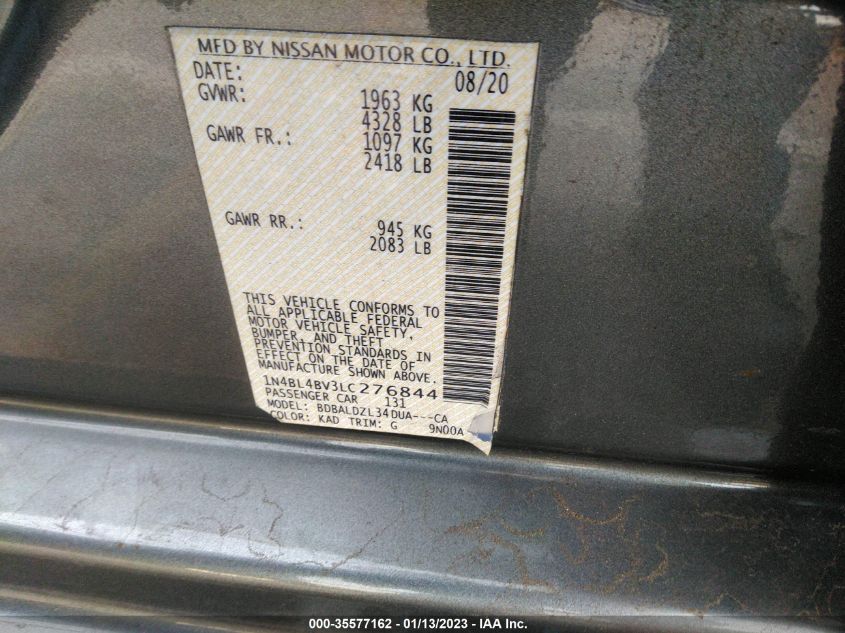 MFD BY NISSAN MOTOR CO., LTD.
DATE: 08/20
GVWR: 1963 KG
4328 LB
GAWR FR.: 1097 KG
2418 LB
GAWR RR.: 945 KG
2083 LB
THIS VEHICLE CONFORMS TO
ALL APPLICABLE FEDERAL
MOTOR VEHICLE SAFETY,
BUMPER, AND THEFT
PREVENTION STANDARDS IN
EFFECT ON THE DATE OF
MANUFACTURE SHOWN ABOVE.
1N4BL4BV3LC276844
PASSENGER CAR 131
MODEL: BDBALDZL34DUA---CA
COLOR: KAD TRIM: G 9N00A
000-35577162 - 01/13/2023 - © IAA Inc.